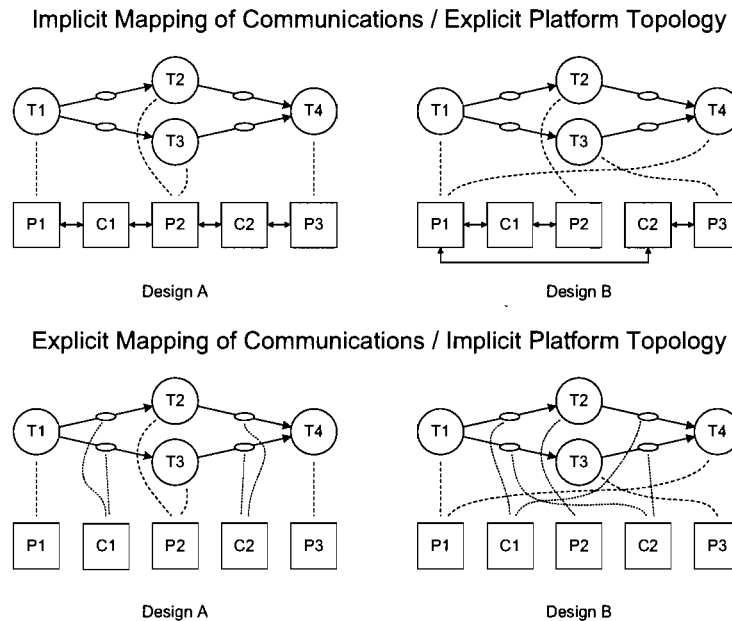 Implicit Mapping of Communications / Explicit Platform Topology
T2 T2
T1 T4 T1 T4
T3 T3
P1 C1 P2 C2 P3 P1 C1 P2 C2 P3
Design A Design B
Explicit Mapping of Communications / Implicit Platform Topology
T2 T2
T1 T4 T1 T4
T3 T3
P1 C1 P2 C2 P3 P1 C1 P2 C2 P3
Design A Design B